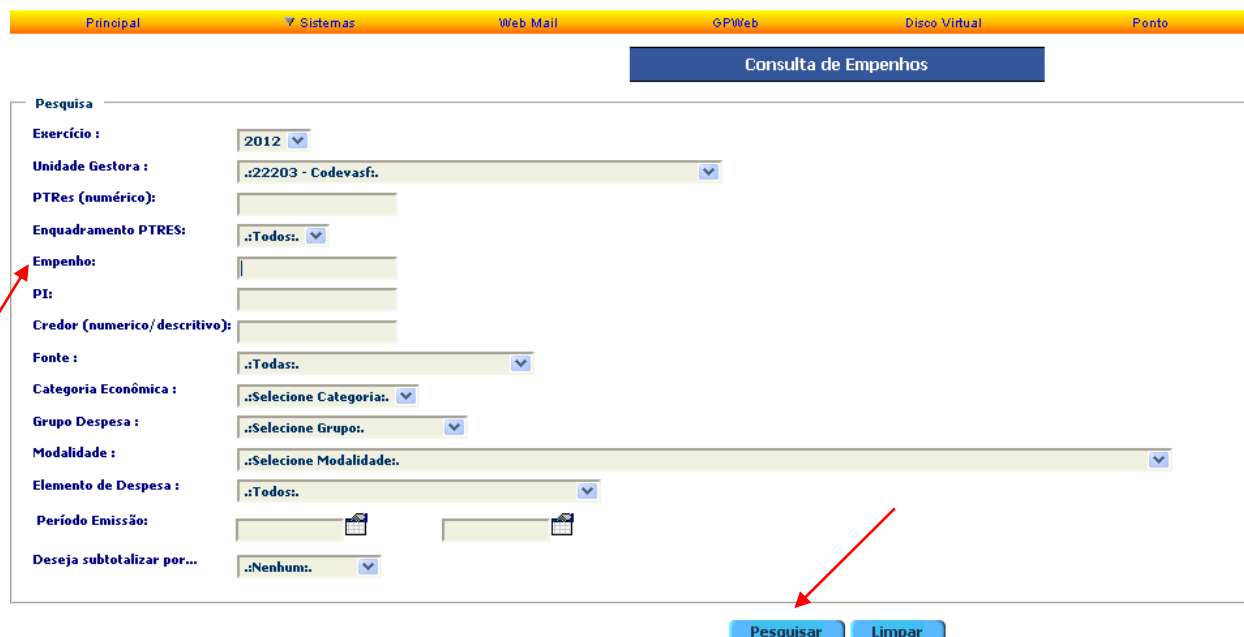 Principal ▼ Sistemas Web Mail GPWeb Disco Virtual Ponto
Consulta de Empenhos
Pesquisa
Exercício : 2012
Unidade Gestora : .:22203 - Codevasf:.
PTRes (numérico):
Enquadramento PTRES: .:Todos:.
Empenho:
PI:
Credor (numerico/descritivo):
Fonte : .:Todas:.
Categoria Econômica : .:Selecione Categoria:.
Grupo Despesa : .:Selecione Grupo:.
Modalidade : .:Selecione Modalidade:.
Elemento de Despesa : .:Todos:.
Período Emissão:
Deseja subtotalizar por... .:Nenhum:.
Pesquisar Limpar